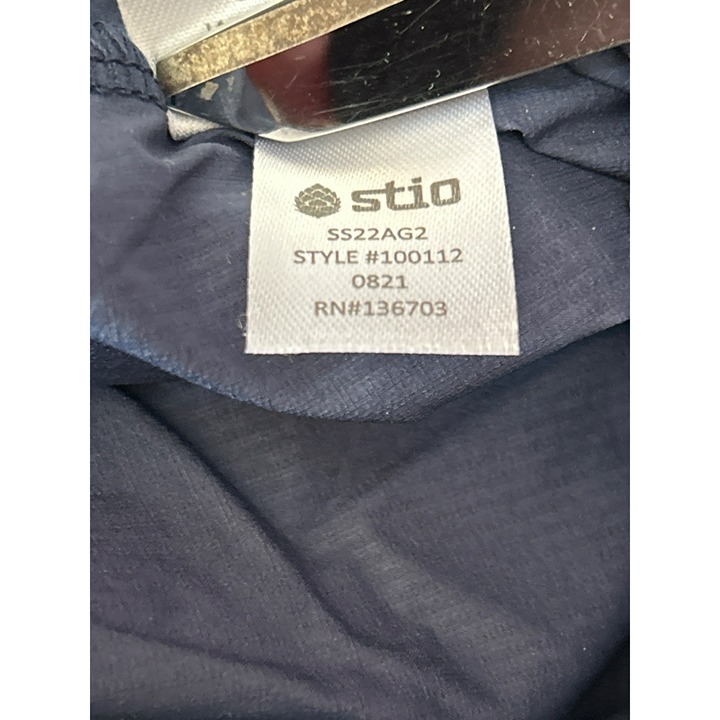 stio
SS22AG2
STYLE #100112
0821
RN#136703